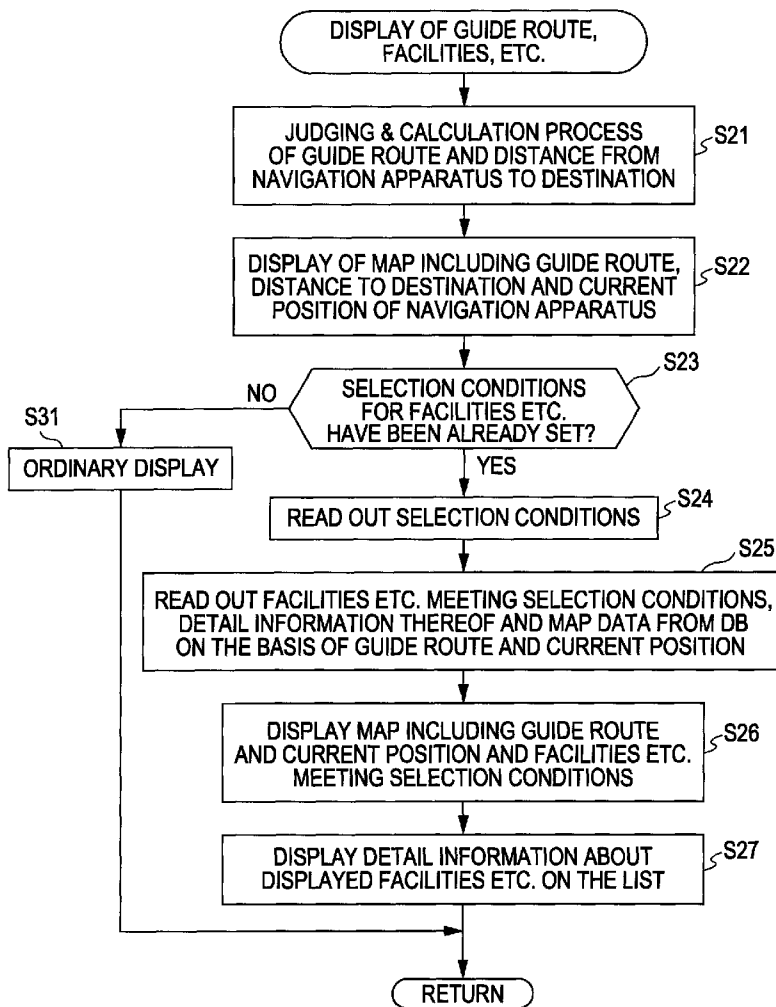 DISPLAY OF GUIDE ROUTE,
FACILITIES, ETC.
S21
JUDGING & CALCULATION PROCESS
OF GUIDE ROUTE AND DISTANCE FROM
NAVIGATION APPARATUS TO DESTINATION
S22
DISPLAY OF MAP INCLUDING GUIDE ROUTE,
DISTANCE TO DESTINATION AND CURRENT
POSITION OF NAVIGATION APPARATUS
S23
SELECTION CONDITIONS
FOR FACILITIES ETC.
HAVE BEEN ALREADY SET?
NO
S31
ORDINARY DISPLAY
YES
S24
READ OUT SELECTION CONDITIONS
S25
READ OUT FACILITIES ETC. MEETING SELECTION CONDITIONS,
DETAIL INFORMATION THEREOF AND MAP DATA FROM DB
ON THE BASIS OF GUIDE ROUTE AND CURRENT POSITION
S26
DISPLAY MAP INCLUDING GUIDE ROUTE
AND CURRENT POSITION AND FACILITIES ETC.
MEETING SELECTION CONDITIONS
S27
DISPLAY DETAIL INFORMATION ABOUT
DISPLAYED FACILITIES ETC. ON THE LIST
RETURN